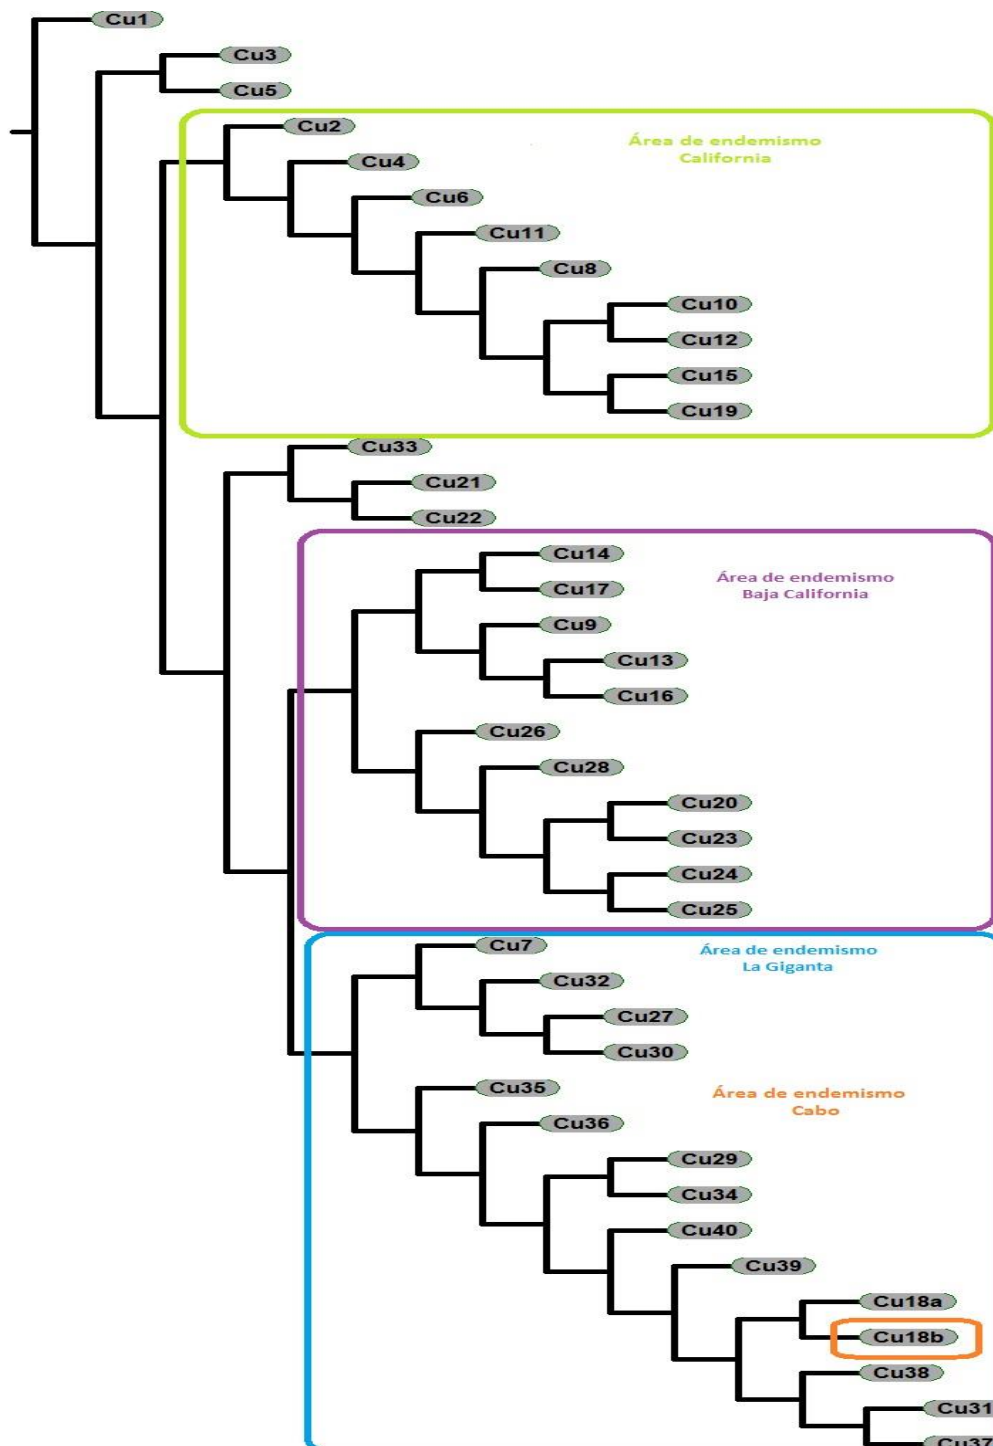 Cu1
Cu3
Cu5
Cu2
Área de endemismo
California
Cu4
Cu6
Cu11
Cu8
Cu10
Cu12
Cu15
Cu19
Cu33
Cu21
Cu22
Cu14
Área de endemismo
Baja California
Cu17
Cu9
Cu13
Cu16
Cu26
Cu28
Cu20
Cu23
Cu24
Cu25
Cu7
Área de endemismo
La Giganta
Cu32
Cu27
Cu30
Cu35
Área de endemismo
Cabo
Cu36
Cu29
Cu34
Cu40
Cu39
Cu18a
Cu18b
Cu38
Cu31
Cu37